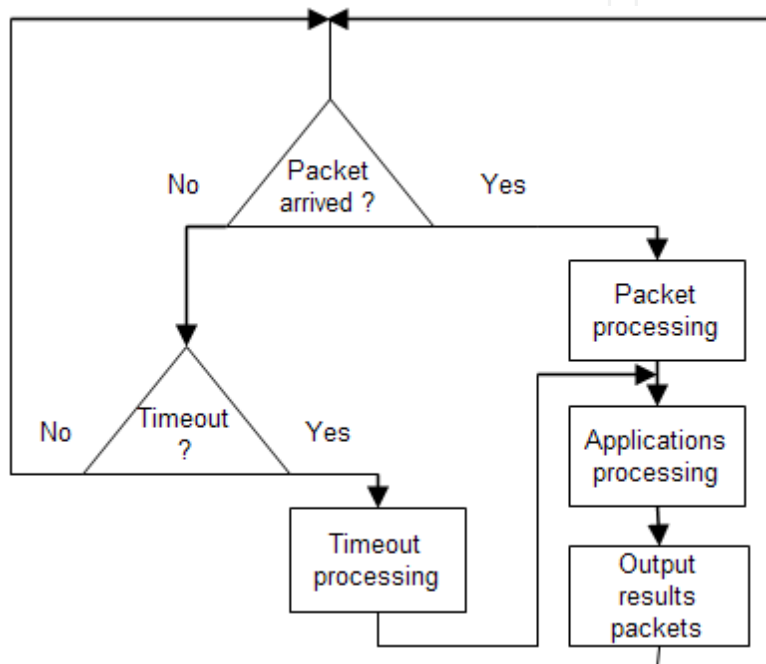 Packet
arrived ?
No
Yes
Packet
processing
Timeout
?
No
Yes
Applications
processing
Timeout
processing
Output
results
packets